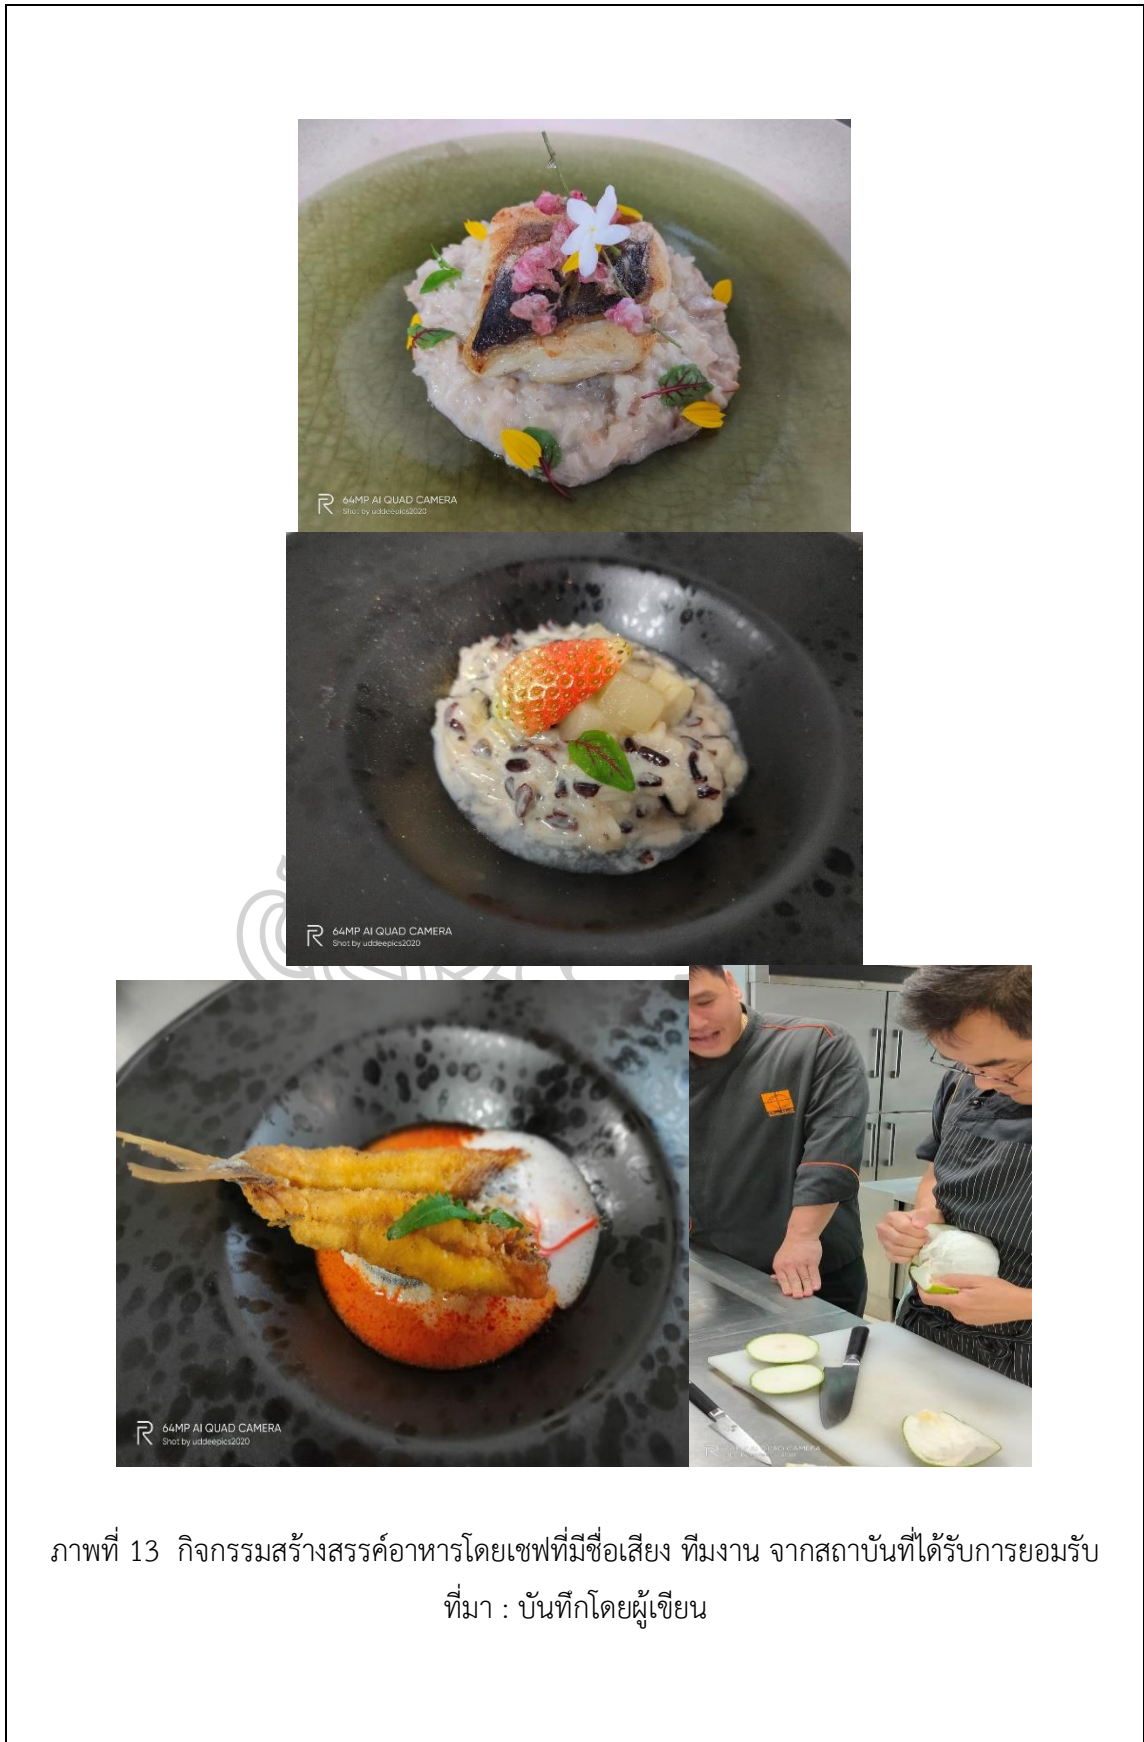 64MP AI QUAD CAMERA
Shot by uddeepics2020
64MP AI QUAD CAMERA
Shot by uddeepics2020
64MP AI QUAD CAMERA
Shot by uddeepics2020
64MP AI QUAD CAMERA
ภาพที่ 13 กิจกรรมสร้างสรรค์อาหารโดยเชฟที่มีชื่อเสียง ทีมงาน จากสถาบันที่ได้รับการยอมรับ
ที่มา : บันทึกโดยผู้เขียน